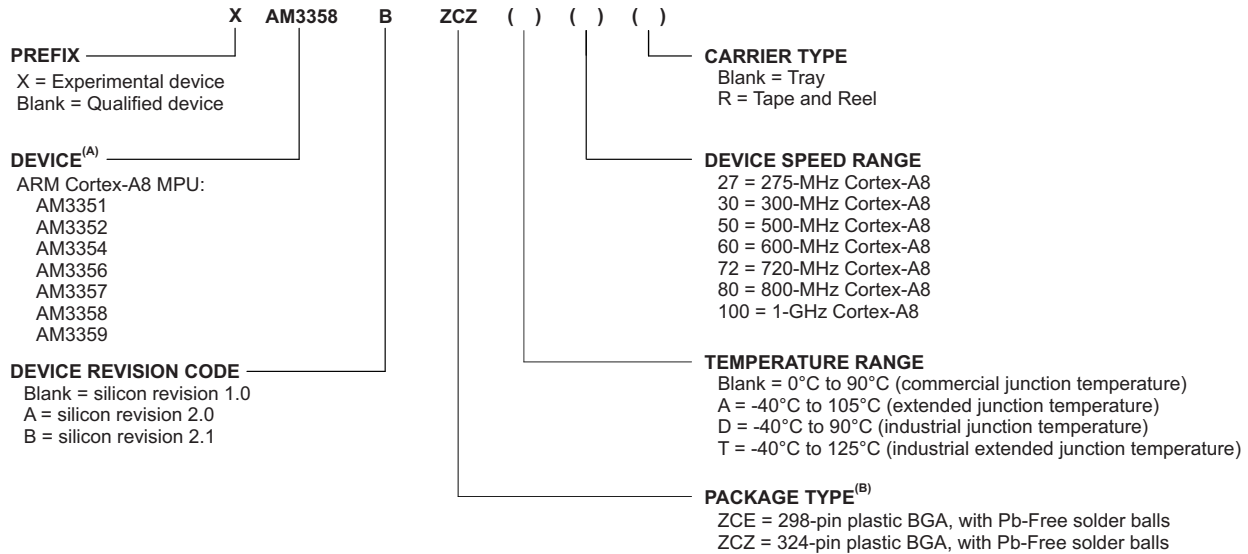 X AM3358 B ZCZ ( ) ( ) ( )
PREFIX
X = Experimental device
Blank = Qualified device
DEVICE(A)
ARM Cortex-A8 MPU:
AM3351
AM3352
AM3354
AM3356
AM3357
AM3358
AM3359
DEVICE REVISION CODE
Blank = silicon revision 1.0
A = silicon revision 2.0
B = silicon revision 2.1
CARRIER TYPE
Blank = Tray
R = Tape and Reel
DEVICE SPEED RANGE
27 = 275-MHz Cortex-A8
30 = 300-MHz Cortex-A8
50 = 500-MHz Cortex-A8
60 = 600-MHz Cortex-A8
72 = 720-MHz Cortex-A8
80 = 800-MHz Cortex-A8
100 = 1-GHz Cortex-A8
TEMPERATURE RANGE
Blank = 0°C to 90°C (commercial junction temperature)
A = -40°C to 105°C (extended junction temperature)
D = -40°C to 90°C (industrial junction temperature)
T = -40°C to 125°C (industrial extended junction temperature)
PACKAGE TYPE(B)
ZCE = 298-pin plastic BGA, with Pb-Free solder balls
ZCZ = 324-pin plastic BGA, with Pb-Free solder balls